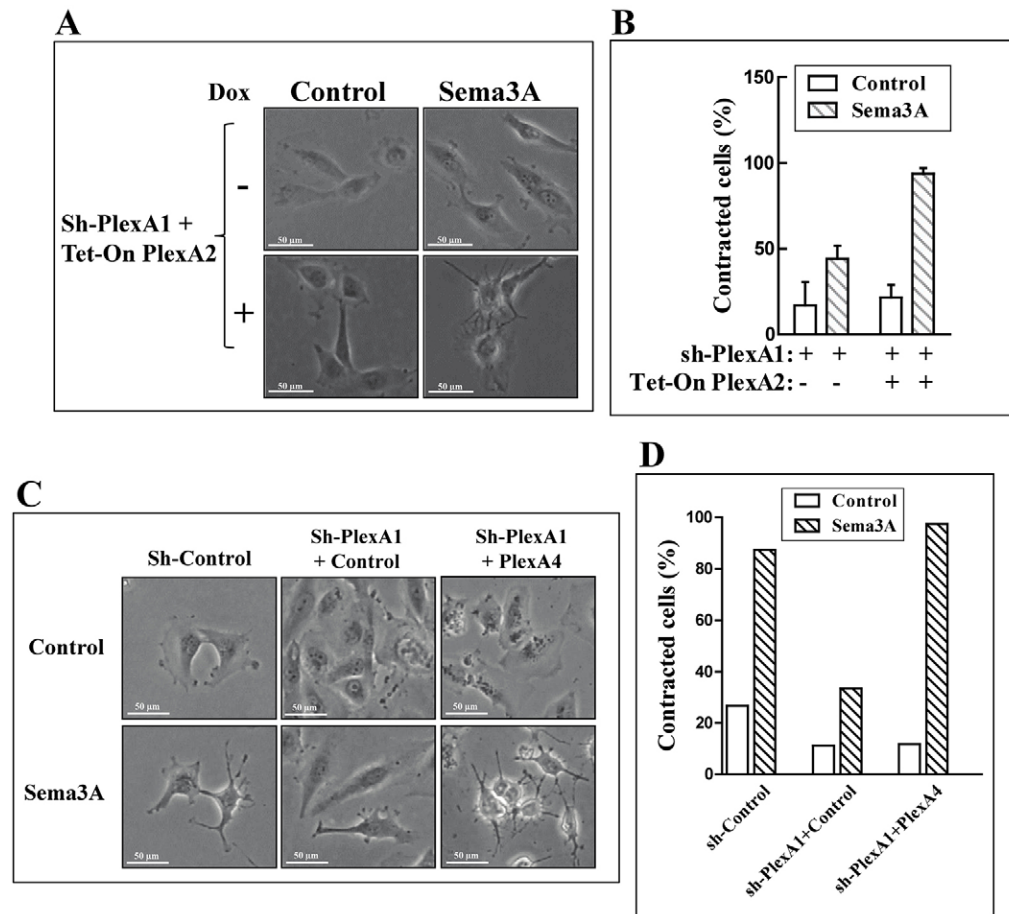 A
Dox
Control
Sema3A
-
Sh-PlexA1 +
Tet-On PlexA2
+
50 µm
50 µm
50 µm
50 µm
B
Contracted cells (%)
150
100
50
0
Control
Sema3A
sh-PlexA1: + + + +
Tet-On PlexA2: - - + +
C
Sh-Control
Sh-PlexA1
+ Control
Sh-PlexA1
+ PlexA4
Control
50 µm
50 µm
50 µm
Sema3A
50 µm
50 µm
50 µm
D
Control
Sema3A
Contracted cells (%)
100
80
60
40
20
0
sh-Control
sh-PlexA1+Control
sh-PlexA1+PlexA4